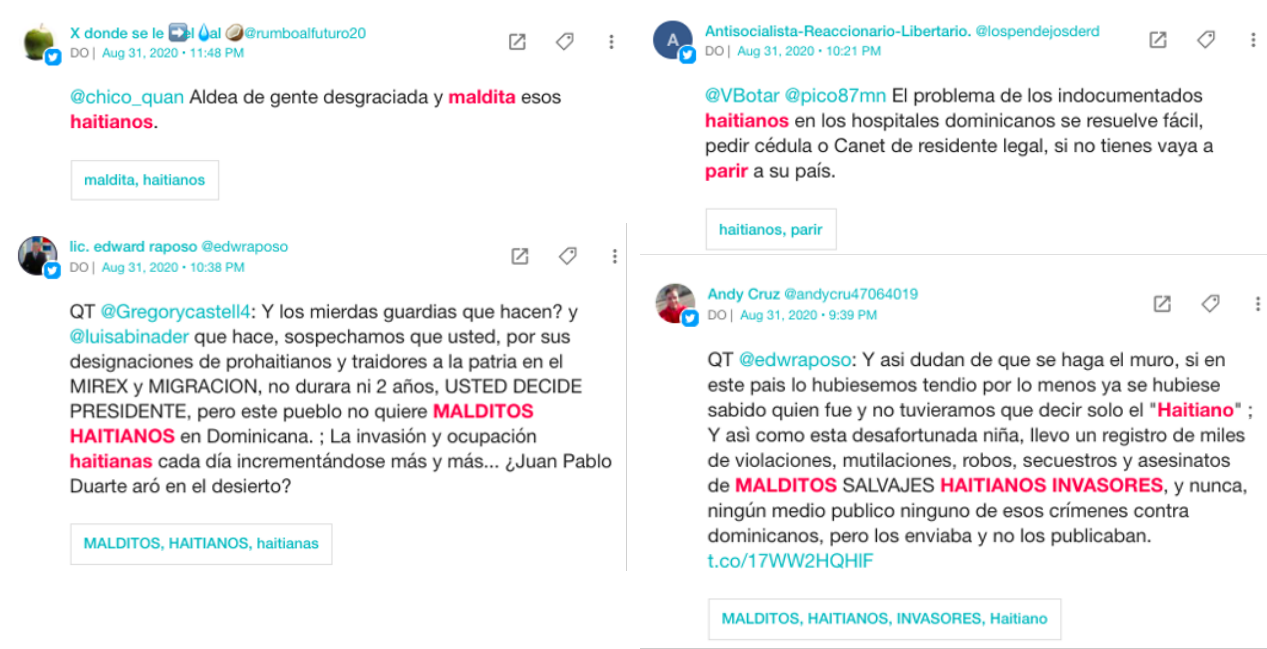 X donde se le ➡️el 💧al 🥥@rumboalfuturo20
DO | Aug 31, 2020 • 11:48 PM
@chico_quan Aldea de gente desgraciada y maldita esos
haitianos.
maldita, haitianos
lic. edward raposo @edwraposo
DO | Aug 31, 2020 • 10:38 PM
QT @Gregorycastell4: Y los mierdas guardias que hacen? y
@luisabinader que hace, sospechamos que usted, por sus
designaciones de prohaitianos y traidores a la patria en el
MIREX y MIGRACION, no durara ni 2 años, USTED DECIDE
PRESIDENTE, pero este pueblo no quiere MALDITOS
HAITIANOS en Dominicana. ; La invasión y ocupación
haitianas cada día incrementándose más y más... ¿Juan Pablo
Duarte aró en el desierto?
MALDITOS, HAITIANOS, haitianas
A
Antisocialista-Reaccionario-Libertario. @lospendejosderd
DO | Aug 31, 2020 • 10:21 PM
@VBotar @pico87mn El problema de los indocumentados
haitianos en los hospitales dominicanos se resuelve fácil,
pedir cédula o Canet de residente legal, si no tienes vaya a
parir a su país.
haitianos, parir
Andy Cruz @andycru47064019
DO | Aug 31, 2020 • 9:39 PM
QT @edwraposo: Y asi dudan de que se haga el muro, si en
este pais lo hubiesemos tendio por lo menos ya se hubiese
sabido quien fue y no tuvieramos que decir solo el "Haitiano" ;
Y asì como esta desafortunada niña, llevo un registro de miles
de violaciones, mutilaciones, robos, secuestros y asesinatos
de MALDITOS SALVAJES HAITIANOS INVASORES, y nunca,
ningún medio publico ninguno de esos crímenes contra
dominicanos, pero los enviaba y no los publicaban.
t.co/17WW2HQHlF
MALDITOS, HAITIANOS, INVASORES, Haitiano